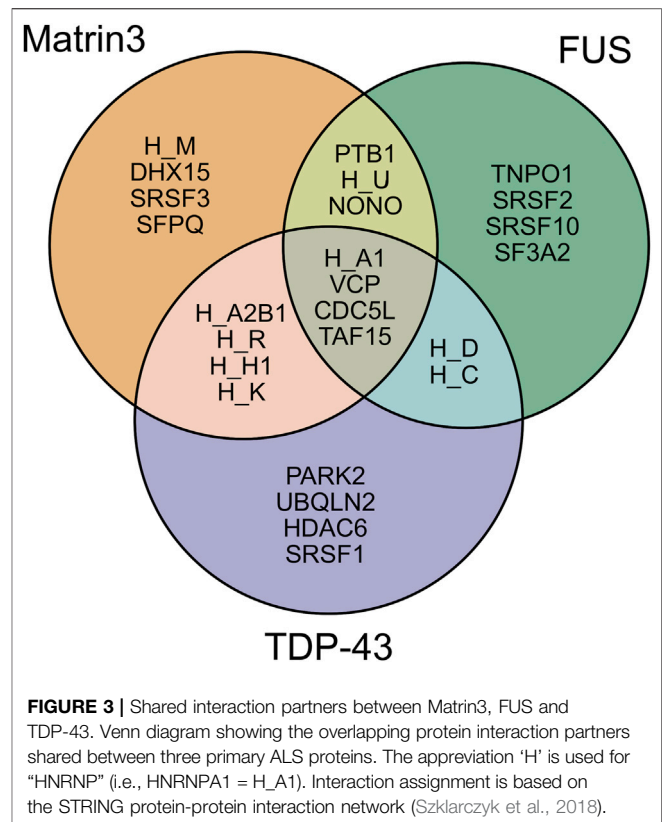 Matrin3
FUS
H_M
DHX15
SRSF3
SFPQ
PTB1
H_U
NONO
TNPO1
SRSF2
SRSF10
SF3A2
H_A1
VCP
CDC5L
TAF15
H_A2B1
H_R
H_H1
H_K
H_D
H_C
PARK2
UBQLN2
HDAC6
SRSF1
TDP-43
FIGURE 3 | Shared interaction partners between Matrin3, FUS and
TDP-43. Venn diagram showing the overlapping protein interaction partners
shared between three primary ALS proteins. The appreviation ‘H’ is used for
“HNRNP” (i.e., HNRNPA1 = H_A1). Interaction assignment is based on
the STRING protein-protein interaction network (Szklarczyk et al., 2018).